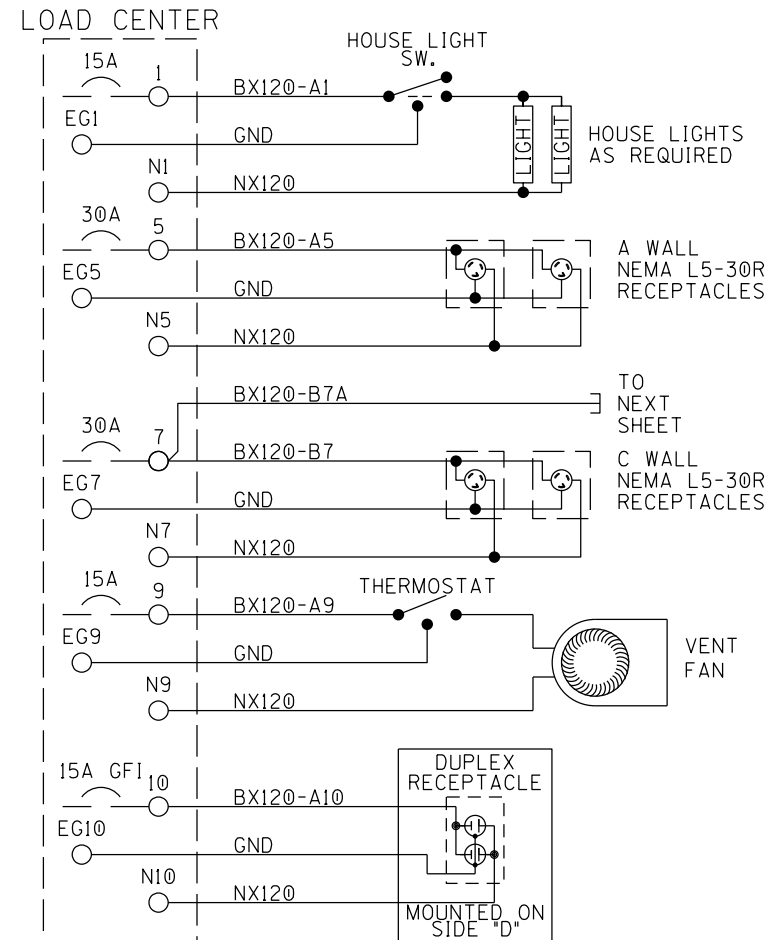 LOAD CENTER
HOUSE LIGHT
SW.
15A
1
BX120-A1
EG1
GND
LIGHT
LIGHT
HOUSE LIGHTS
AS REQUIRED
N1
NX120
30A
5
BX120-A5
A WALL
NEMA L5-30R
RECEPTACLES
EG5
GND
N5
NX120
BX120-B7A
TO
NEXT
SHEET
30A
7
BX120-B7
C WALL
NEMA L5-30R
RECEPTACLES
EG7
GND
N7
NX120
15A
9
BX120-A9
THERMOSTAT
EG9
GND
VENT
FAN
N9
NX120
15A GFI
10
BX120-A10
DUPLEX
RECEPTACLE
EG10
GND
N10
NX120
MOUNTED ON
SIDE "D"